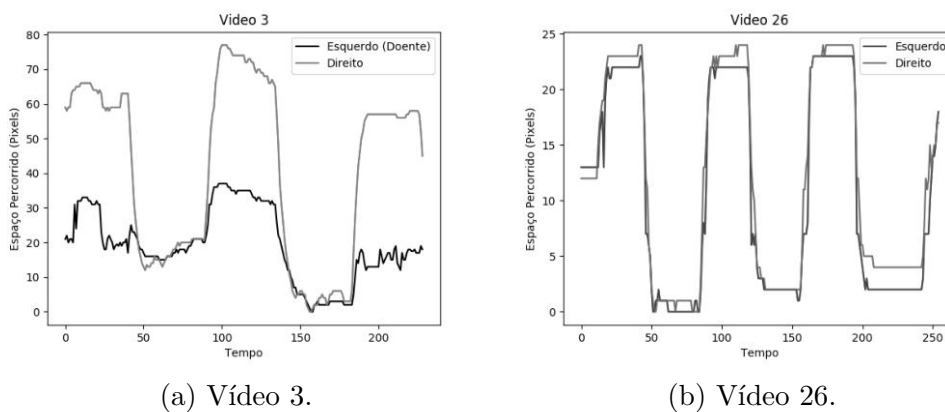 Video 3
Esquerdo (Doente)
Direito
Espaço Percorrido (Pixels)
80
70
60
50
40
30
20
10
0
0 50 100 150 200
Tempo
(a) Vídeo 3.
Video 26
Esquerdo
Direito
Espaço Percorrido (Pixels)
25
20
15
10
5
0
0 50 100 150 200 250
Tempo
(b) Vídeo 26.